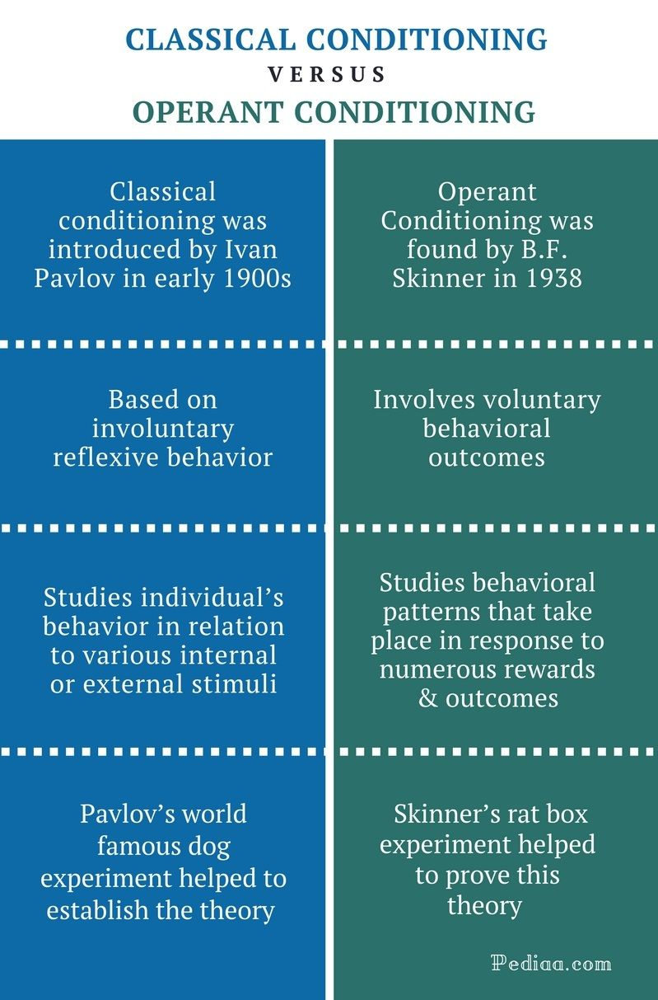 CLASSICAL CONDITIONING
VERSUS
OPERANT CONDITIONING
Classical
conditioning was
introduced by Ivan
Pavlov in early 1900s
Operant
Conditioning was
found by B.F.
Skinner in 1938
Based on
involuntary
reflexive behavior
Involves voluntary
behavioral
outcomes
Studies individual’s
behavior in relation
to various internal
or external stimuli
Studies behavioral
patterns that take
place in response to
numerous rewards
& outcomes
Pavlov’s world
famous dog
experiment helped to
establish the theory
Skinner’s rat box
experiment helped
to prove this
theory
Pediaa.com